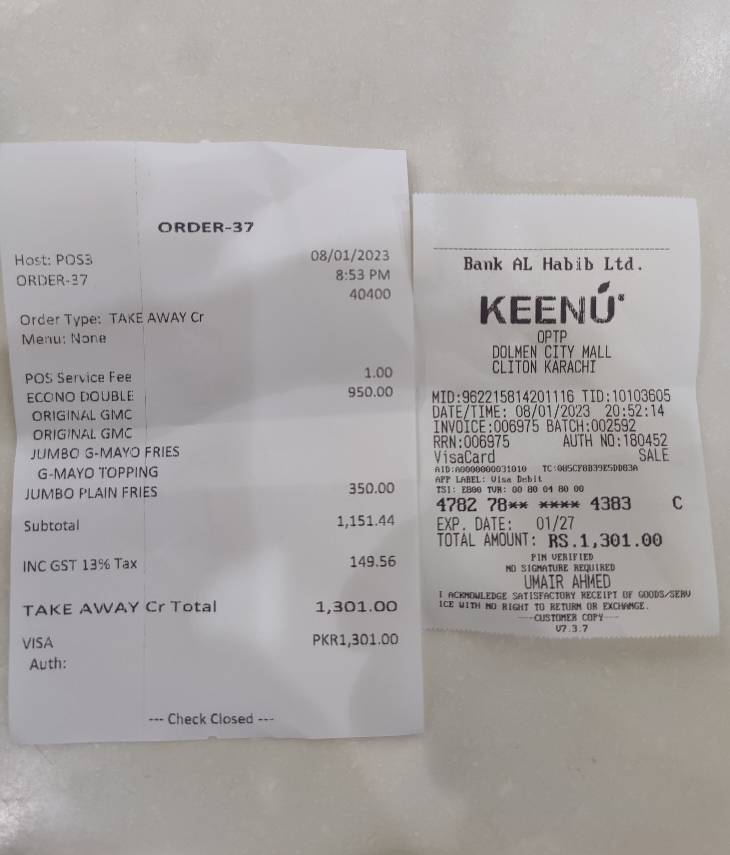 ORDER-37
Host: POS3 08/01/2023
ORDER-37 8:53 PM
40400
Order Type: TAKE AWAY Cr
Menu: None
POS Service Fee 1.00
ECONO DOUBLE 950.00
ORIGINAL GMC
ORIGINAL GMC
JUMBO G-MAYO FRIES
G-MAYO TOPPING
JUMBO PLAIN FRIES 350.00
Subtotal 1,151.44
INC GST 13% Tax 149.56
TAKE AWAY Cr Total 1,301.00
VISA PKR1,301.00
Auth:
--- Check Closed ---
Bank AL Habib Ltd.
KEENU
OPTP
DOLMEN CITY MALL
CLITON KARACHI
MID:962215814201116 TID:10103605
DATE/TIME: 08/01/2023 20:52:14
INVOICE:006975 BATCH:002592
RRN:006975 AUTH NO:180452
VisaCard SALE
AID:A0000000031010 TC:085CF8B39E5DD83A
APP LABEL: Visa Debit
TSI: E800 TVR: 00 80 04 80 00
4782 78** **** 4383 C
EXP. DATE: 01/27
TOTAL AMOUNT: RS.1,301.00
PIN VERIFIED
NO SIGNATURE REQUIRED
UMAIR AHMED
I ACKNOWLEDGE SATISFACTORY RECEIPT OF GOODS/SERV
ICE WITH NO RIGHT TO RETURN OR EXCHANGE.
----CUSTOMER COPY----
V7.3.7